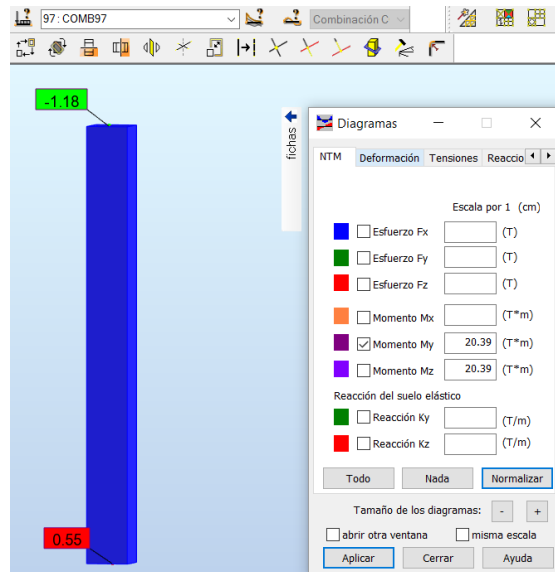 97 : COMB97
Combinación C
-1.18
fichas
0.55
Diagramas
NTM
Deformación
Tensiones
Reaccio
Escala por 1 (cm)
Esfuerzo Fx
(T)
Esfuerzo Fy
(T)
Esfuerzo Fz
(T)
Momento Mx
(T*m)
Momento My
20.39
(T*m)
Momento Mz
20.39
(T*m)
Reacción del suelo elástico
Reacción Ky
(T/m)
Reacción Kz
(T/m)
Todo
Nada
Normalizar
Tamaño de los diagramas:
-
+
abrir otra ventana
misma escala
Aplicar
Cerrar
Ayuda